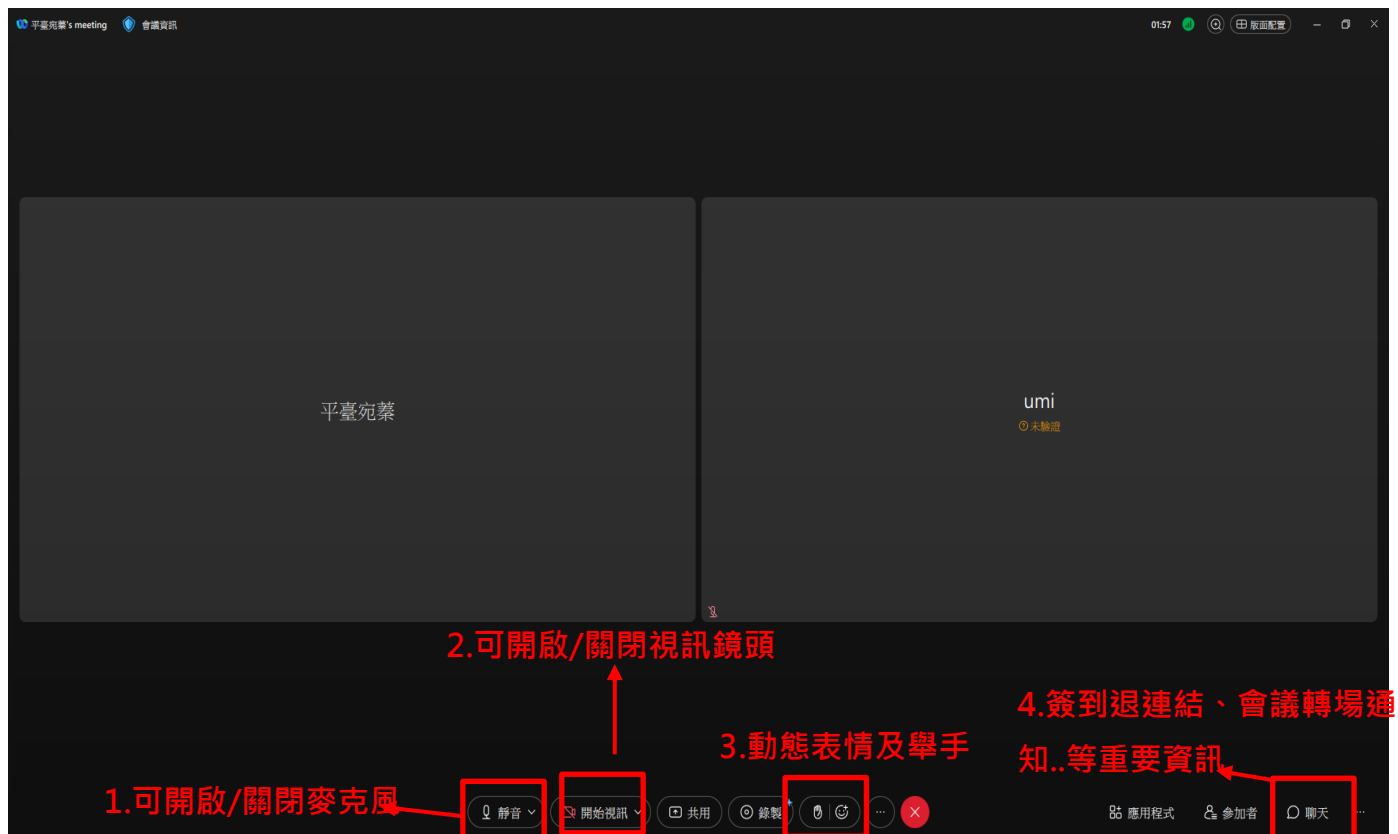 平臺宛蓁's meeting 會議資訊 01:57 版面配置
平臺宛蓁
umi
未驗證
2.可開啟/關閉視訊鏡頭
4.簽到退連結、會議轉場通
知..等重要資訊
3.動態表情及舉手
1.可開啟/關閉麥克風
靜音 開始視訊 共用 錄製 應用程式 參加者 聊天